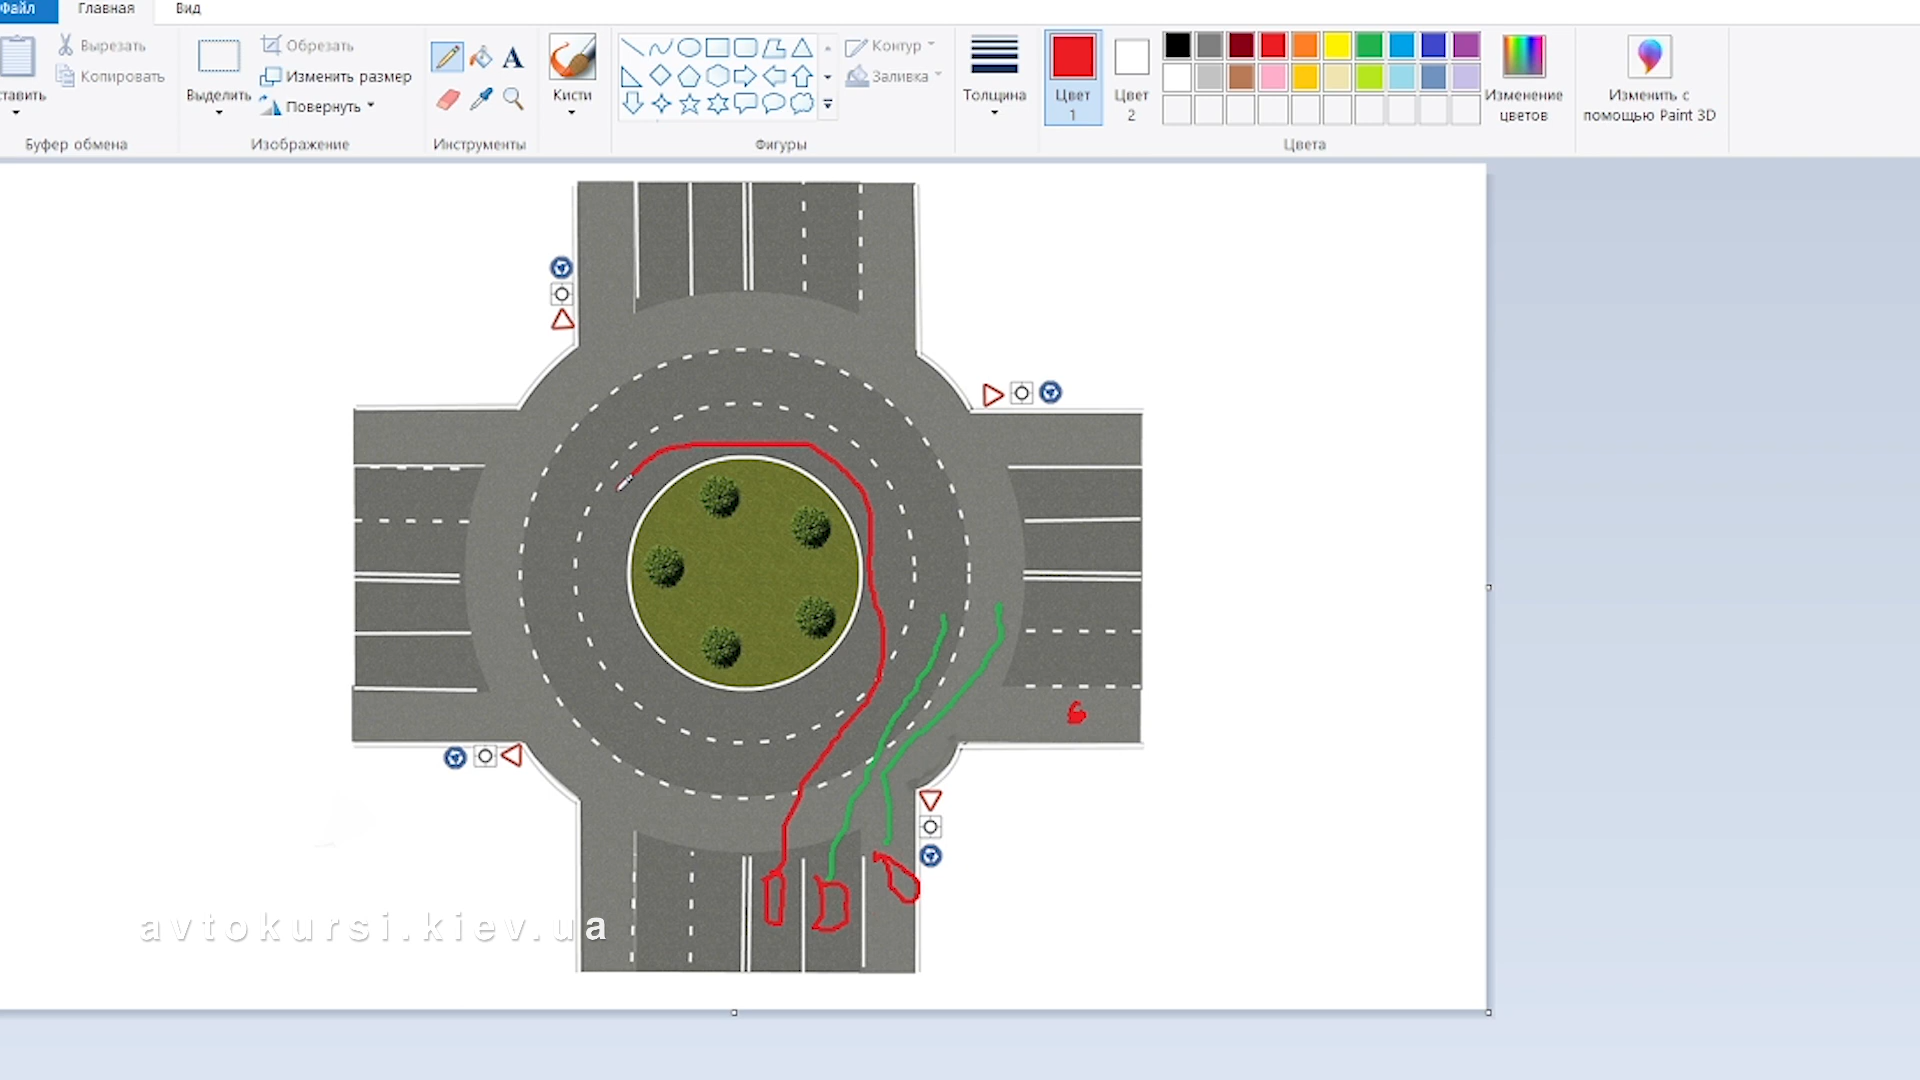 Файл Главная Вид
Вырезать
Копировать
Буфер обмена
Выделить
Обрезать
Изменить размер
Повернуть
Изображение
A
Инструменты
Кисти
Фигуры
Контур
Заливка
Толщина
Цвет
1
Цвет
2
Изменение
цветов
Цвета
Изменить с
помощью Paint 3D
avtokursi.kiev.ua